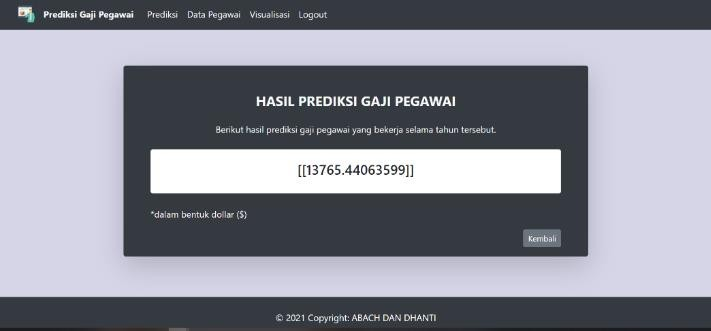 Prediksi Gaji Pegawai Prediksi Data Pegawai Visualisasi Logout
HASIL PREDIKSI GAJI PEGAWAI
Berikut hasil prediksi gaji pegawai yang bekerja selama tahun tersebut.
[[13765.44063599]]
*dalam bentuk dollar ($)
Kembali
© 2021 Copyright: ABACH DAN DHANTI